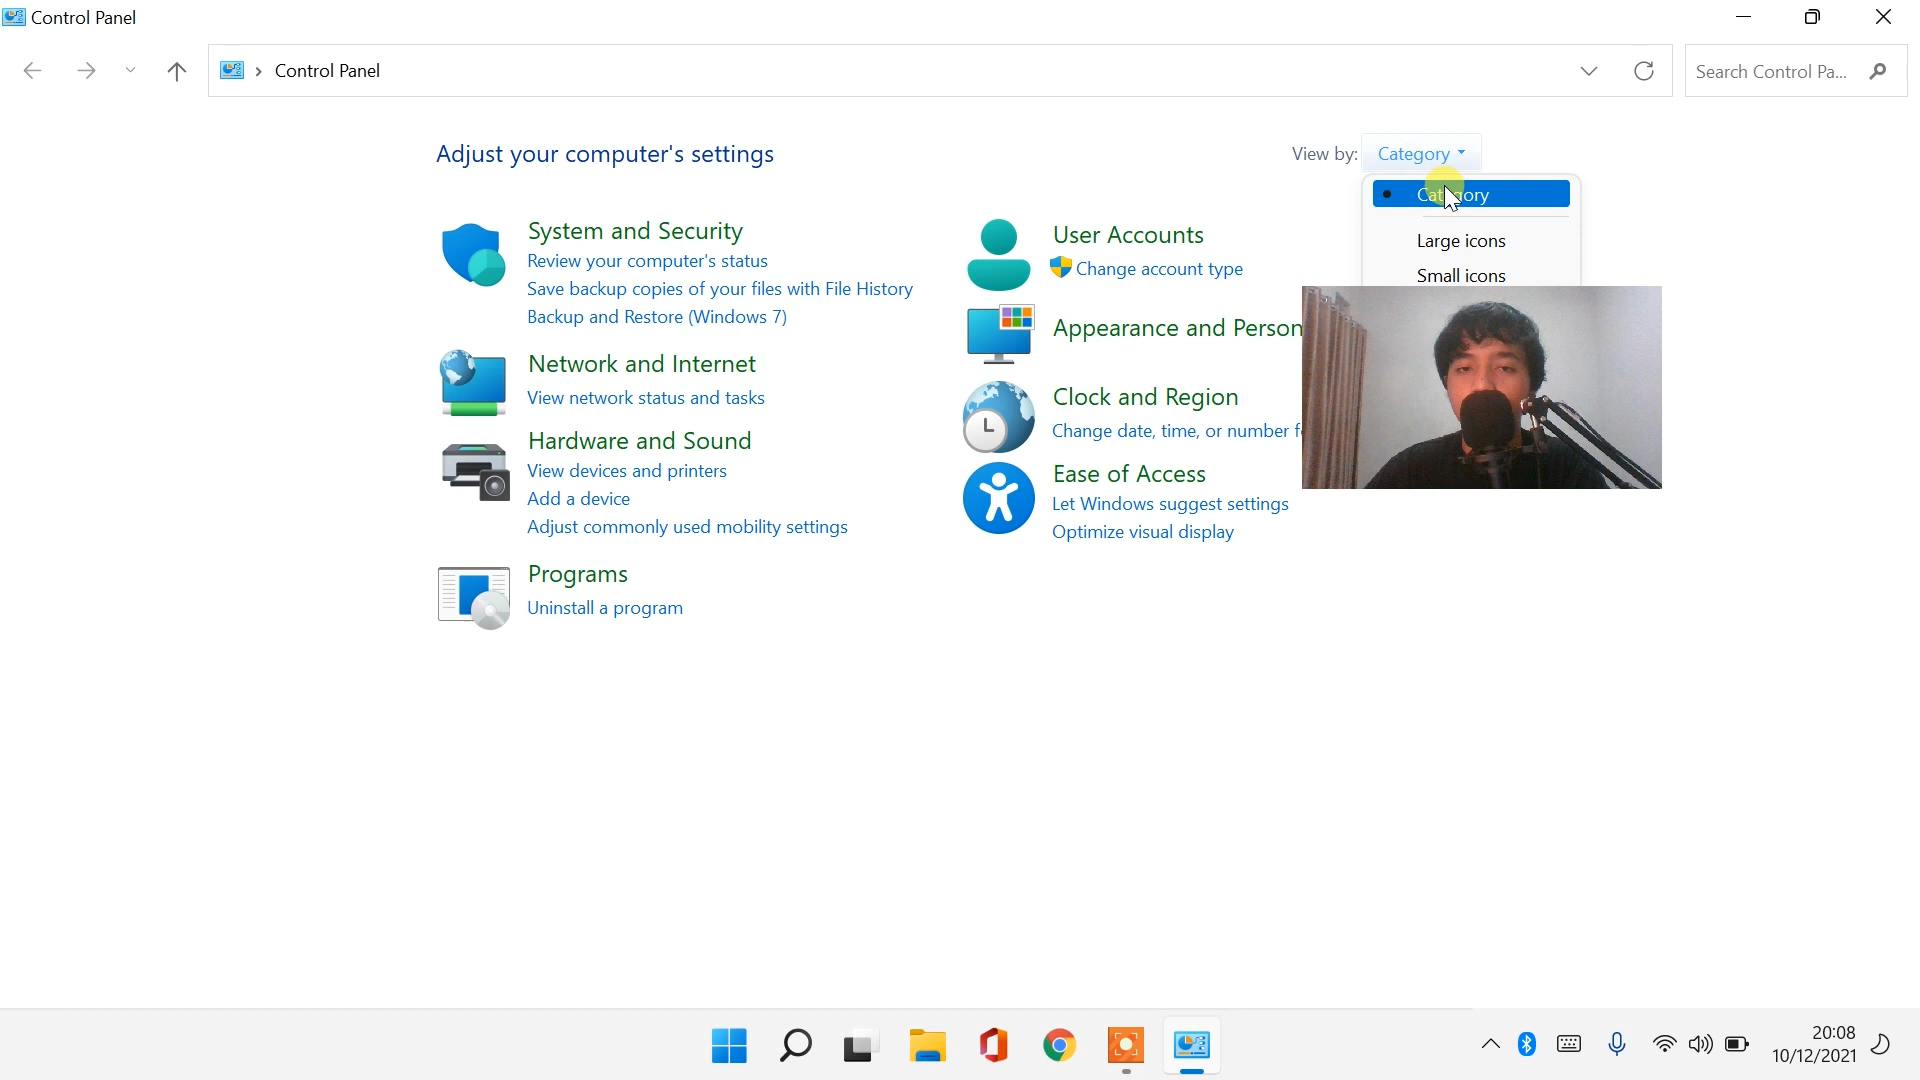 Control Panel
Control Panel
Search Control Pa...
Adjust your computer's settings
View by: Category
Category
Large icons
Small icons
System and Security
Review your computer's status
Save backup copies of your files with File History
Backup and Restore (Windows 7)
Network and Internet
View network status and tasks
Hardware and Sound
View devices and printers
Add a device
Adjust commonly used mobility settings
Programs
Uninstall a program
User Accounts
Change account type
Appearance and Person
Clock and Region
Change date, time, or number f
Ease of Access
Let Windows suggest settings
Optimize visual display
20:08
10/12/2021